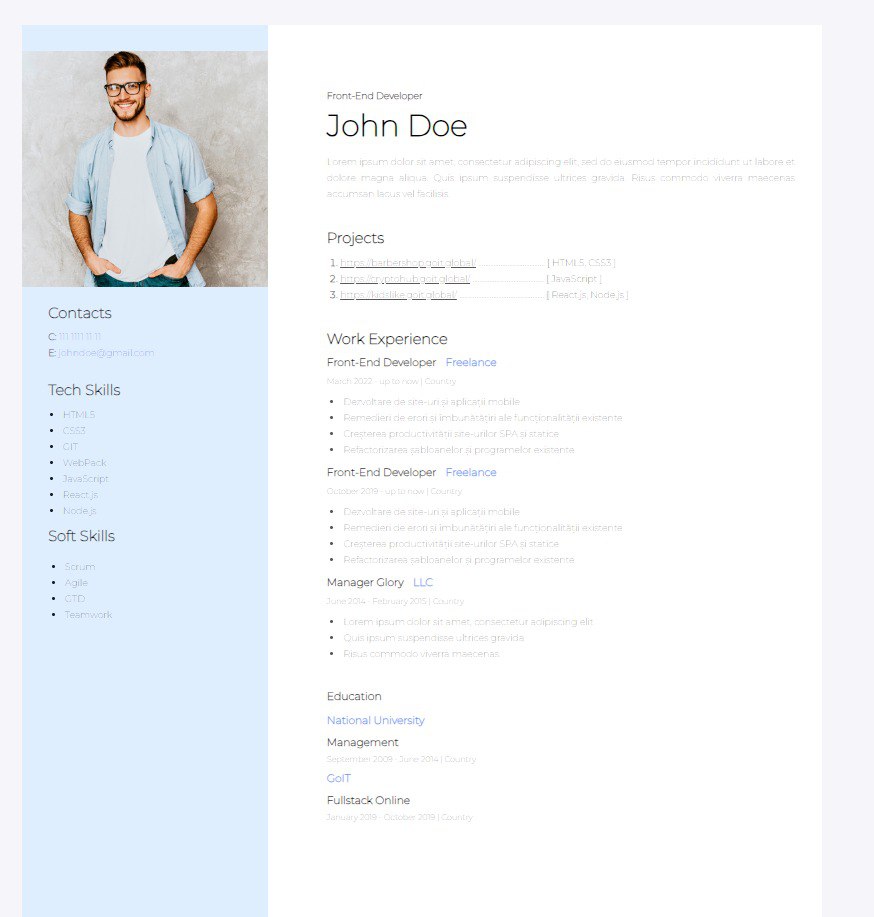 Contacts
C: 111 1111 11 11
E: johndoe@gmail.com
Tech Skills
HTML5
CSS3
GIT
WebPack
JavaScript
React.js
Node.js
Soft Skills
Scrum
Agile
GTD
Teamwork
Front-End Developer
John Doe
Lorem ipsum dolor sit amet, consectetur adipiscing elit, sed do eiusmod tempor incididunt ut labore et
dolore magna aliqua. Quis ipsum suspendisse ultrices gravida. Risus commodo viverra maecenas
accumsan lacus vel facilisis.
Projects
1. https://barbershop.goit.global/ ........................... [ HTML5, CSS3 ]
2. https://cryptohub.goit.global/ .............................. [ JavaScript ]
3. https://kidslike.goit.global/ ................................... [ React.js, Node.js ]
Work Experience
Front-End Developer Freelance
March 2022 - up to now | Country
Dezvoltare de site-uri și aplicații mobile
Remedieri de erori și îmbunătățiri ale funcționalității existente
Creșterea productivității site-urilor SPA și statice
Refactorizarea șabloanelor și programelor existente
Front-End Developer Freelance
October 2019 - up to now | Country
Dezvoltare de site-uri și aplicații mobile
Remedieri de erori și îmbunătățiri ale funcționalității existente
Creșterea productivității site-urilor SPA și statice
Refactorizarea șabloanelor și programelor existente
Manager Glory LLC
June 2014 - February 2015 | Country
Lorem ipsum dolor sit amet, consectetur adipiscing elit.
Quis ipsum suspendisse ultrices gravida.
Risus commodo viverra maecenas.
Education
National University
Management
September 2009 - June 2014 | Country
GoIT
Fullstack Online
January 2019 - October 2019 | Country